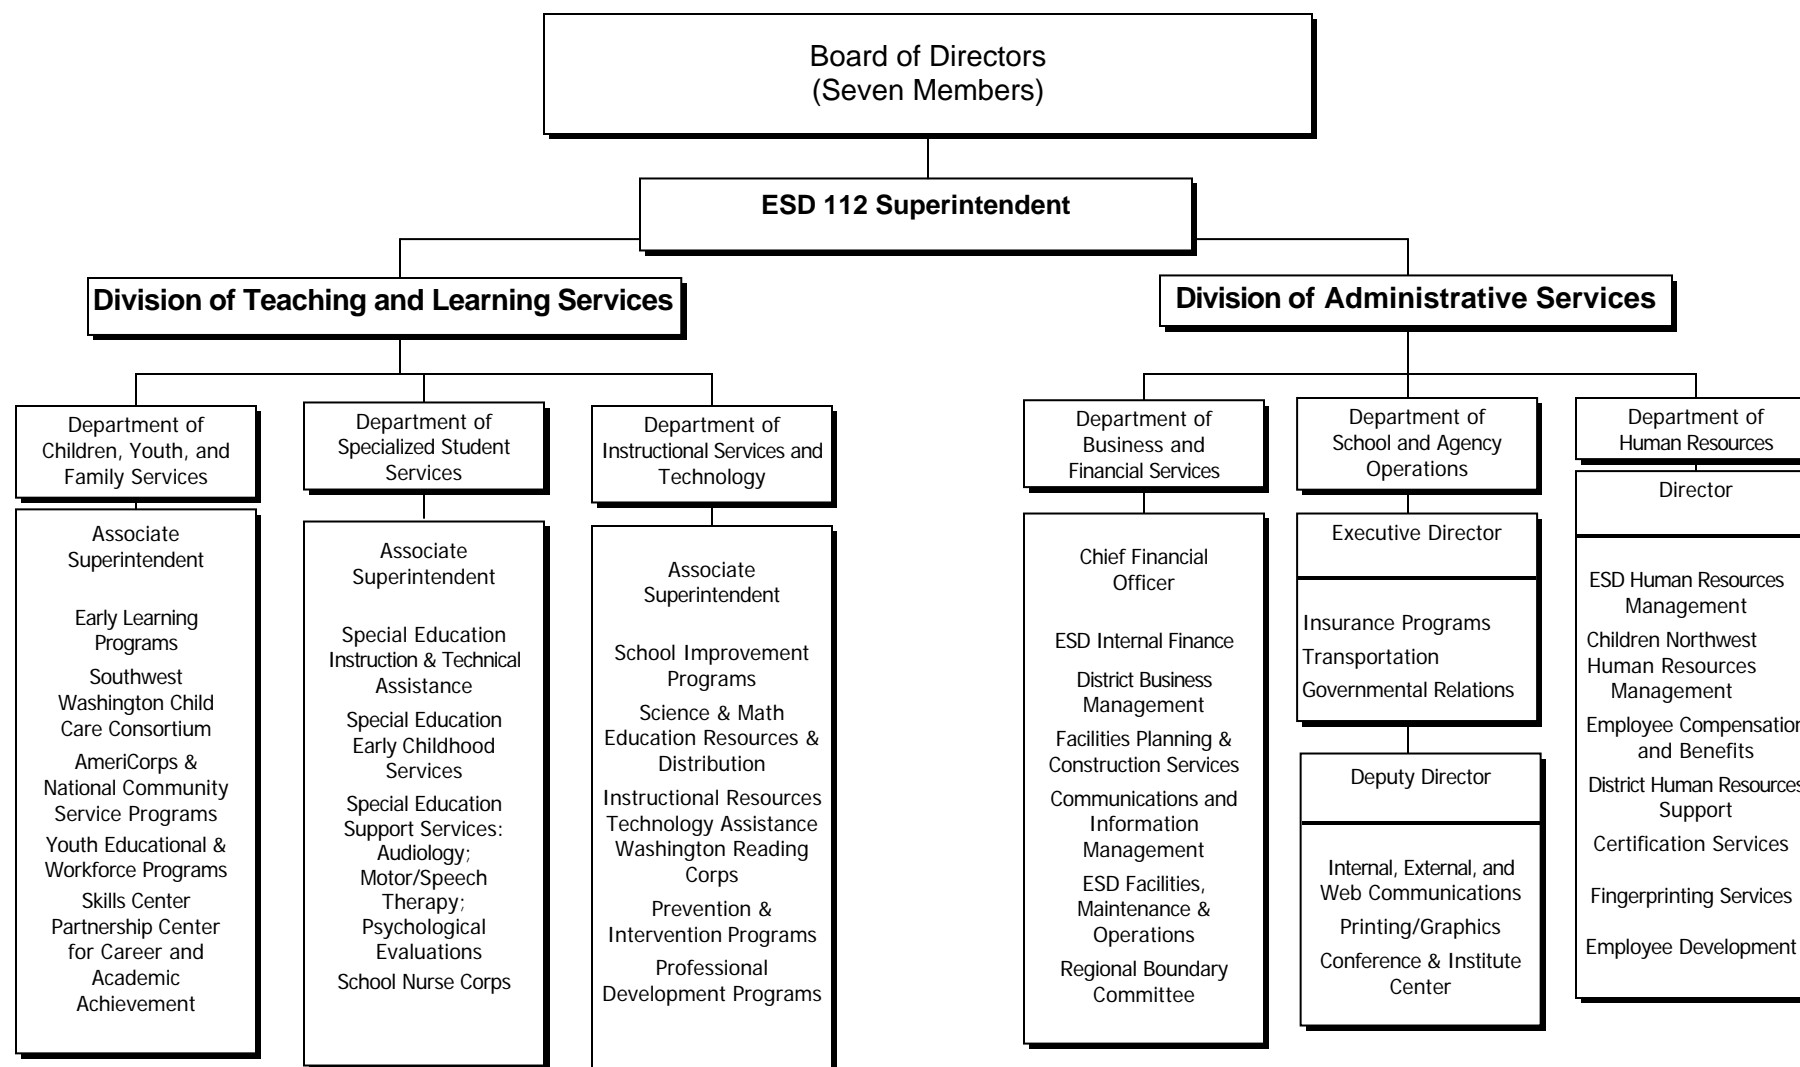 Board of Directors
(Seven Members)
ESD 112 Superintendent
Division of Teaching and Learning Services
Division of Administrative Services
Department of
Children, Youth, and
Family Services
Associate
Superintendent
Early Learning
Programs
Southwest
Washington Child
Care Consortium
AmeriCorps &
National Community
Service Programs
Youth Educational &
Workforce Programs
Skills Center
Partnership Center
for Career and
Academic
Achievement
Department of
Specialized Student
Services
Associate
Superintendent
Special Education
Instruction & Technical
Assistance
Special Education
Early Childhood
Services
Special Education
Support Services:
Audiology;
Motor/Speech
Therapy;
Psychological
Evaluations
School Nurse Corps
Department of
Instructional Services and
Technology
Associate
Superintendent
School Improvement
Programs
Science & Math
Education Resources &
Distribution
Instructional Resources
Technology Assistance
Washington Reading
Corps
Prevention &
Intervention Programs
Professional
Development Programs
Department of
Business and
Financial Services
Chief Financial
Officer
ESD Internal Finance
District Business
Management
Facilities Planning &
Construction Services
Communications and
Information
Management
ESD Facilities,
Maintenance &
Operations
Regional Boundary
Committee
Department of
School and Agency
Operations
Executive Director
Insurance Programs
Transportation
Governmental Relations
Deputy Director
Internal, External, and
Web Communications
Printing/Graphics
Conference & Institute
Center
Department of
Human Resources
Director
ESD Human Resources
Management
Children Northwest
Human Resources
Management
Employee Compensation
and Benefits
District Human Resources
Support
Certification Services
Fingerprinting Services
Employee Development